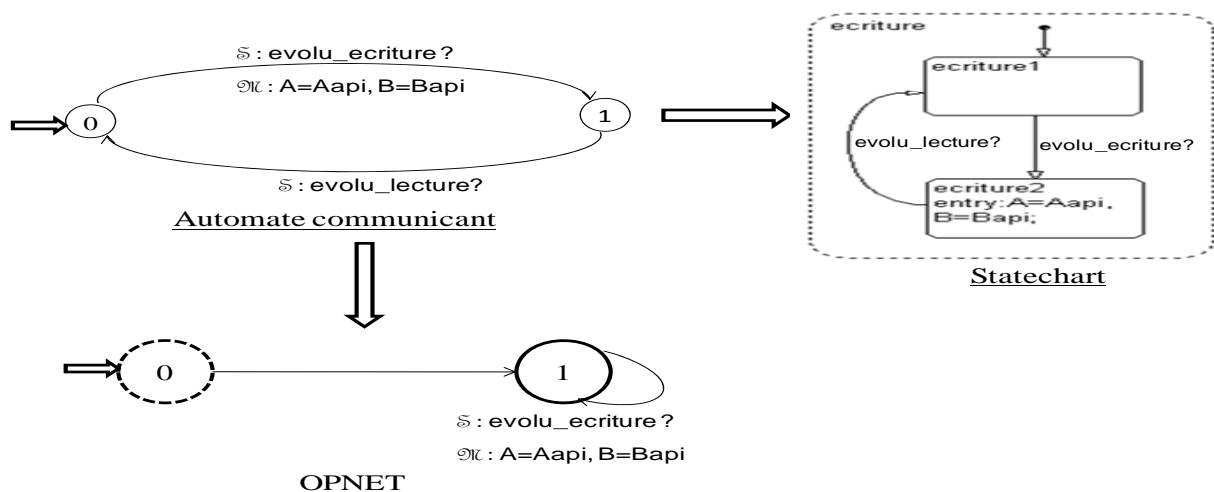 𝒮 : evolu_ecriture?
ℳ : A=Aapi, B=Bapi
0
1
𝒮 : evolu_lecture?
Automate communicant
ecriture
ecriture1
evolu_lecture?
evolu_ecriture?
ecriture2
entry:A=Aapi,
B=Bapi;
Statechart
0
1
𝒮 : evolu_ecriture?
ℳ : A=Aapi, B=Bapi
OPNET